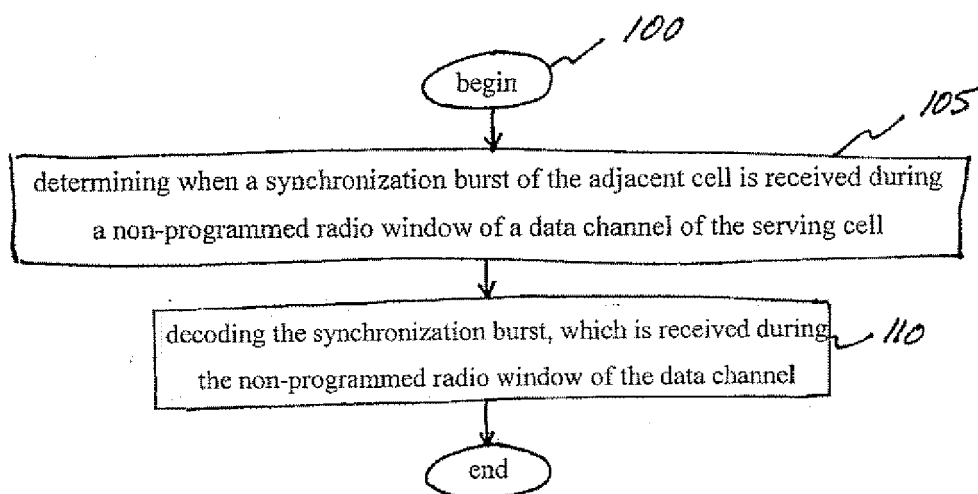 100
begin
105
determining when a synchronization burst of the adjacent cell is received during
a non-programmed radio window of a data channel of the serving cell
decoding the synchronization burst, which is received during
110
the non-programmed radio window of the data channel
end